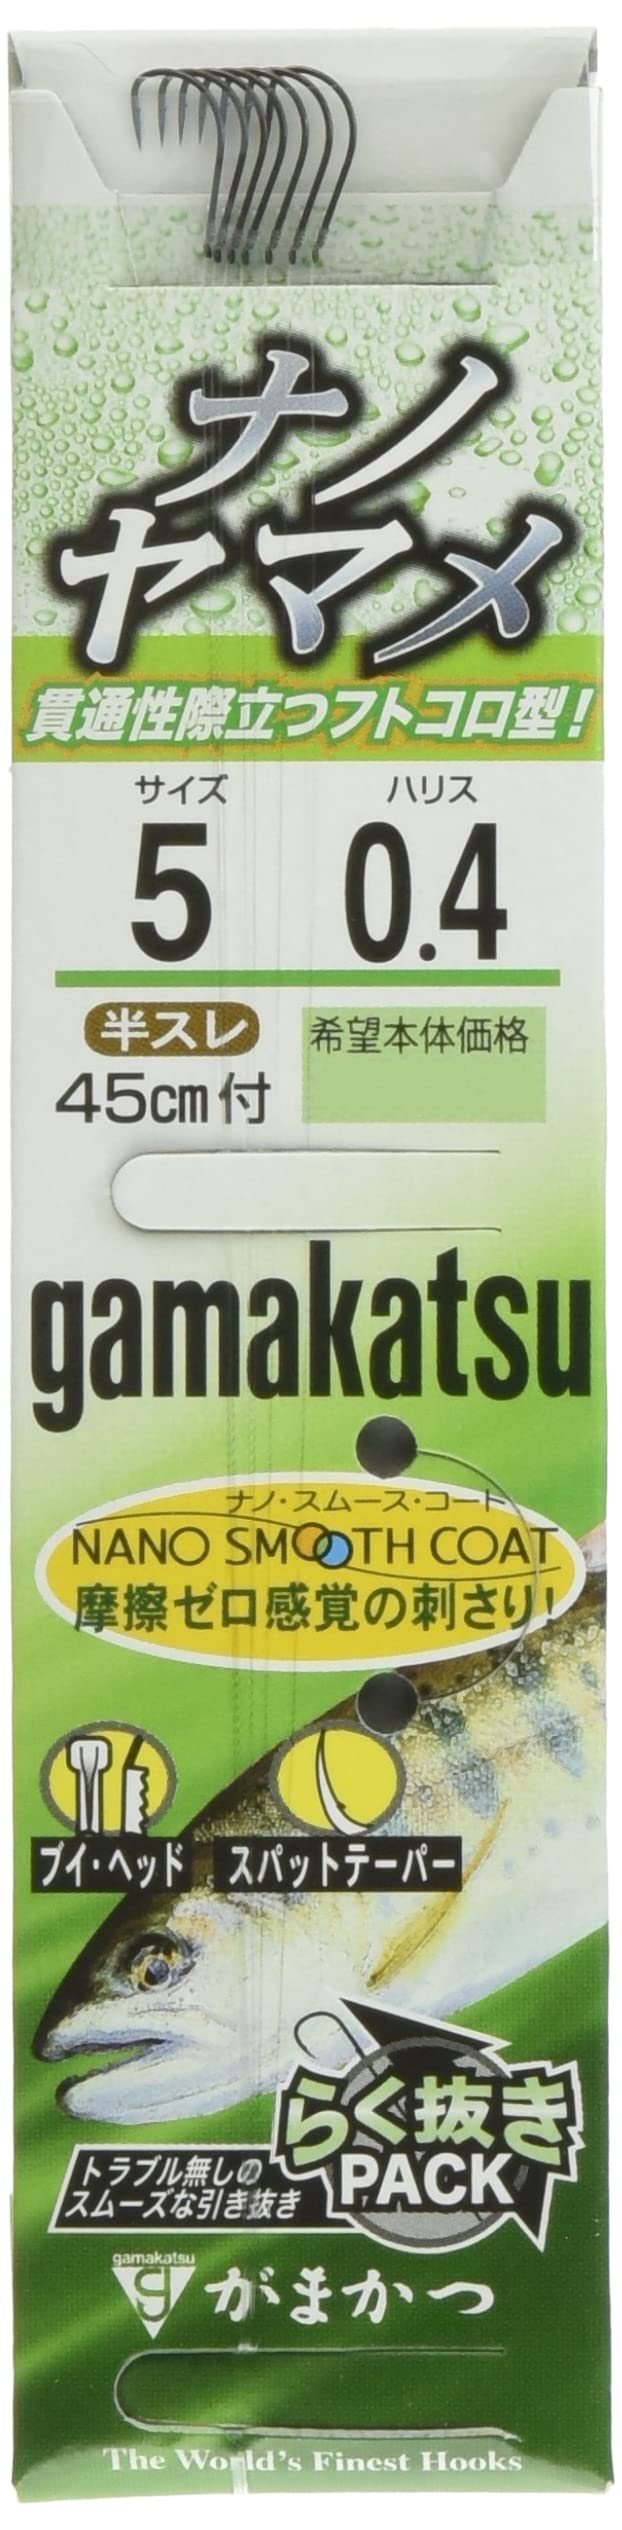 ナノ
ヤマメ
貫通性際立つフトコロ型!
サイズ ハリス
5 0.4
半スレ 希望本体価格
45cm付
gamakatsu
ナノ・スムース・コート
NANO SMOOTH COAT
摩擦ゼロ感覚の刺さり!
ブイ・ヘッド スパットテーパー
らく抜き
PACK
トラブル無しの
スムーズな引き抜き
gamakatsu
g がまかつ
The World's Finest Hooks